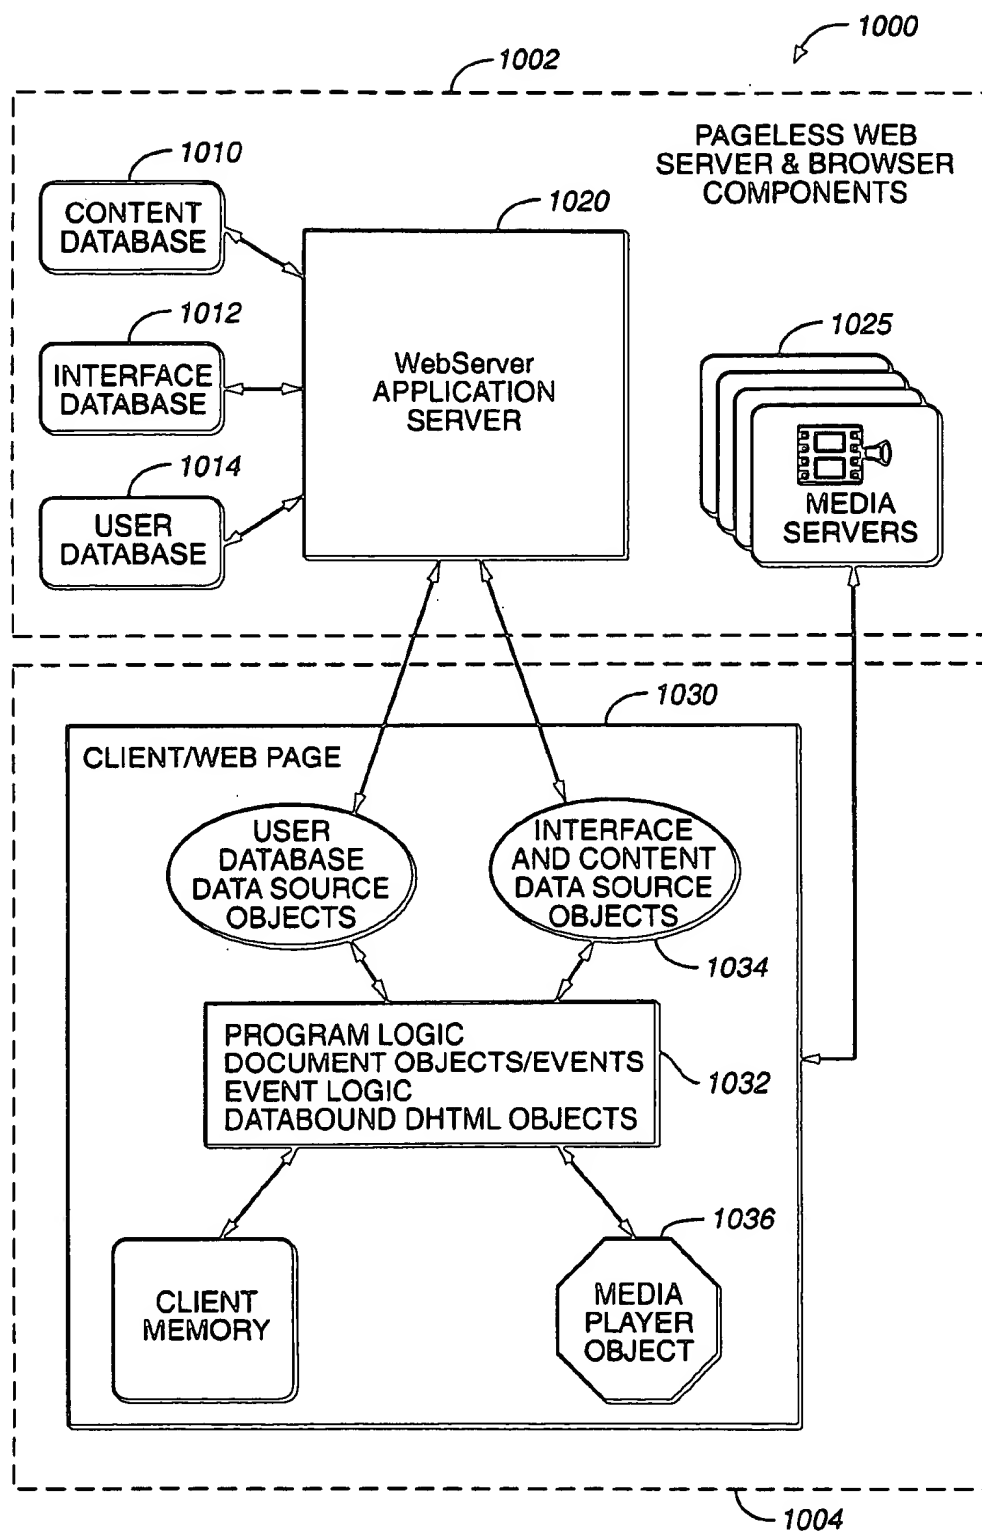 1000
1002
PAGELESS WEB
SERVER & BROWSER
COMPONENTS
1010
CONTENT
DATABASE
1020
1012
INTERFACE
DATABASE
WebServer
APPLICATION
SERVER
1025
1014
USER
DATABASE
MEDIA
SERVERS
1030
CLIENT/WEB PAGE
USER
DATABASE
DATA SOURCE
OBJECTS
INTERFACE
AND CONTENT
DATA SOURCE
OBJECTS
1034
PROGRAM LOGIC
DOCUMENT OBJECTS/EVENTS
EVENT LOGIC
DATABOUND DHTML OBJECTS
1032
1036
CLIENT
MEMORY
MEDIA
PLAYER
OBJECT
1004